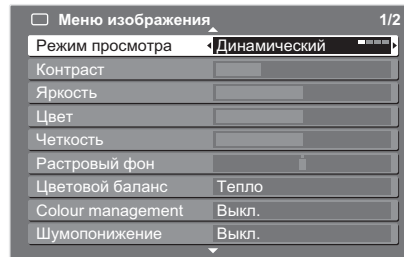 Меню изображения 1/2
Режим просмотра Динамический
Контраст
Яркость
Цвет
Четкость
Растровый фон
Цветовой баланс Тепло
Colour management Выкл.
Шумопонижение Выкл.